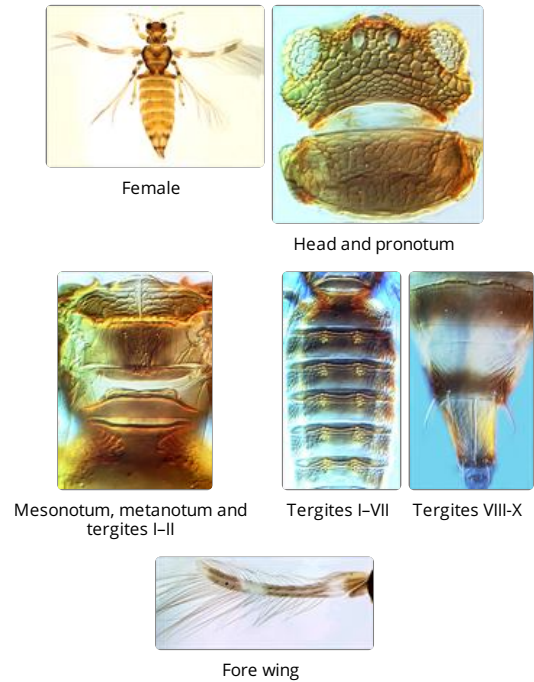 Female
Head and pronotum
Mesonotum, metanotum and
tergites I–II
Tergites I–VII
Tergites VIII-X
Fore wing